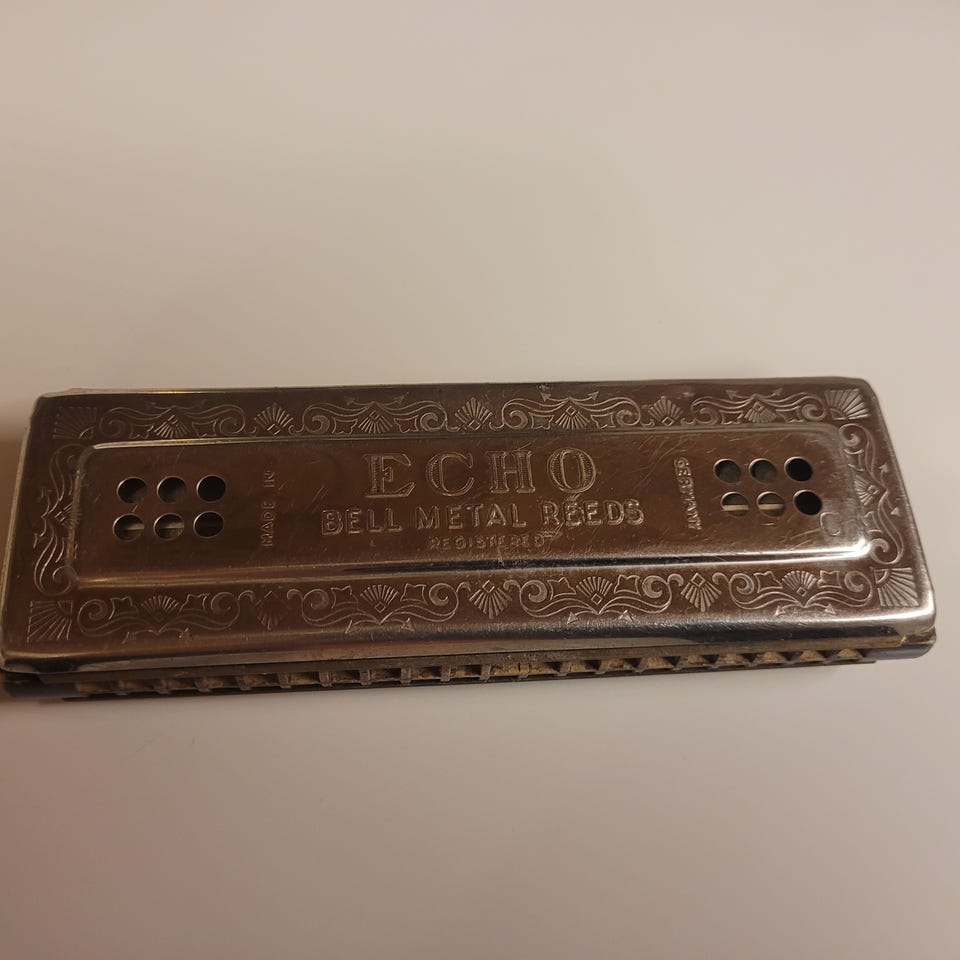 MADE IN
ECHO
BELL METAL REEDS
REGISTERED
GERMANY
C